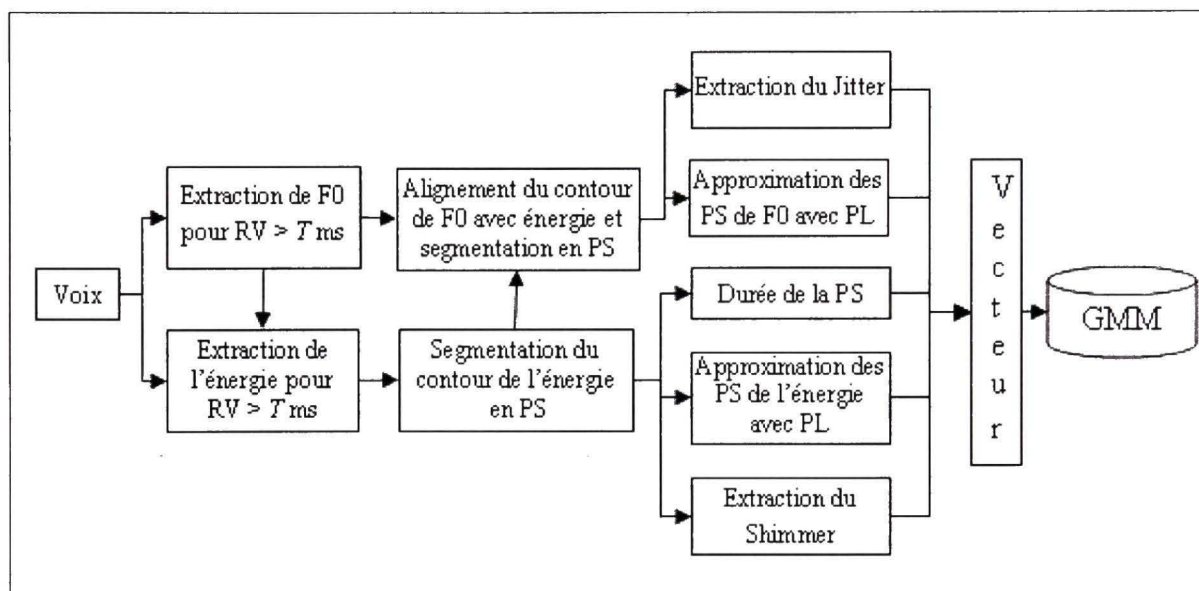 Voix
Extraction de F0
pour RV > T ms
Extraction de
l'énergie pour
RV > T ms
Alignement du contour
de F0 avec énergie et
segmentation en PS
Segmentation du
contour de l'énergie
en PS
Extraction du Jitter
Approximation des
PS de F0 avec PL
Durée de la PS
Approximation des
PS de l'énergie
avec PL
Extraction du
Shimmer
V
e
c
t
e
u
r
GMM